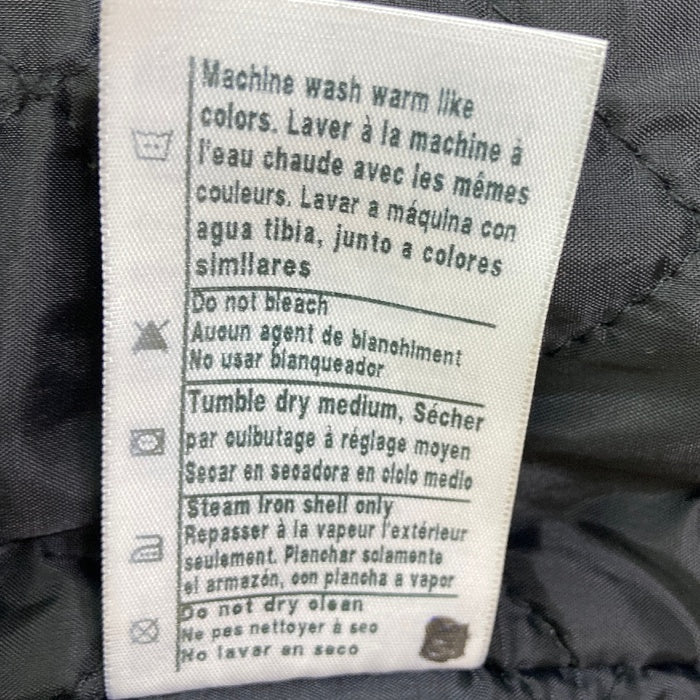 Machine wash warm like
colors. Laver à la machine à
l'eau chaude avec les mêmes
couleurs. Lavar a máquina con
agua tibia, junto a colores
similares
Do not bleach
Aucun agent de blanchiment
No usar blanqueador
Tumble dry medium, Sécher
par culbutage à réglage moyen
Secar en secadora en ciclo medio
Steam iron shell only
Repasser à la vapeur l'extérieur
seulement. Planchar solamente
el armazón, con plancha a vapor
Do not dry clean
Ne pas nettoyer à sec
No lavar en seco